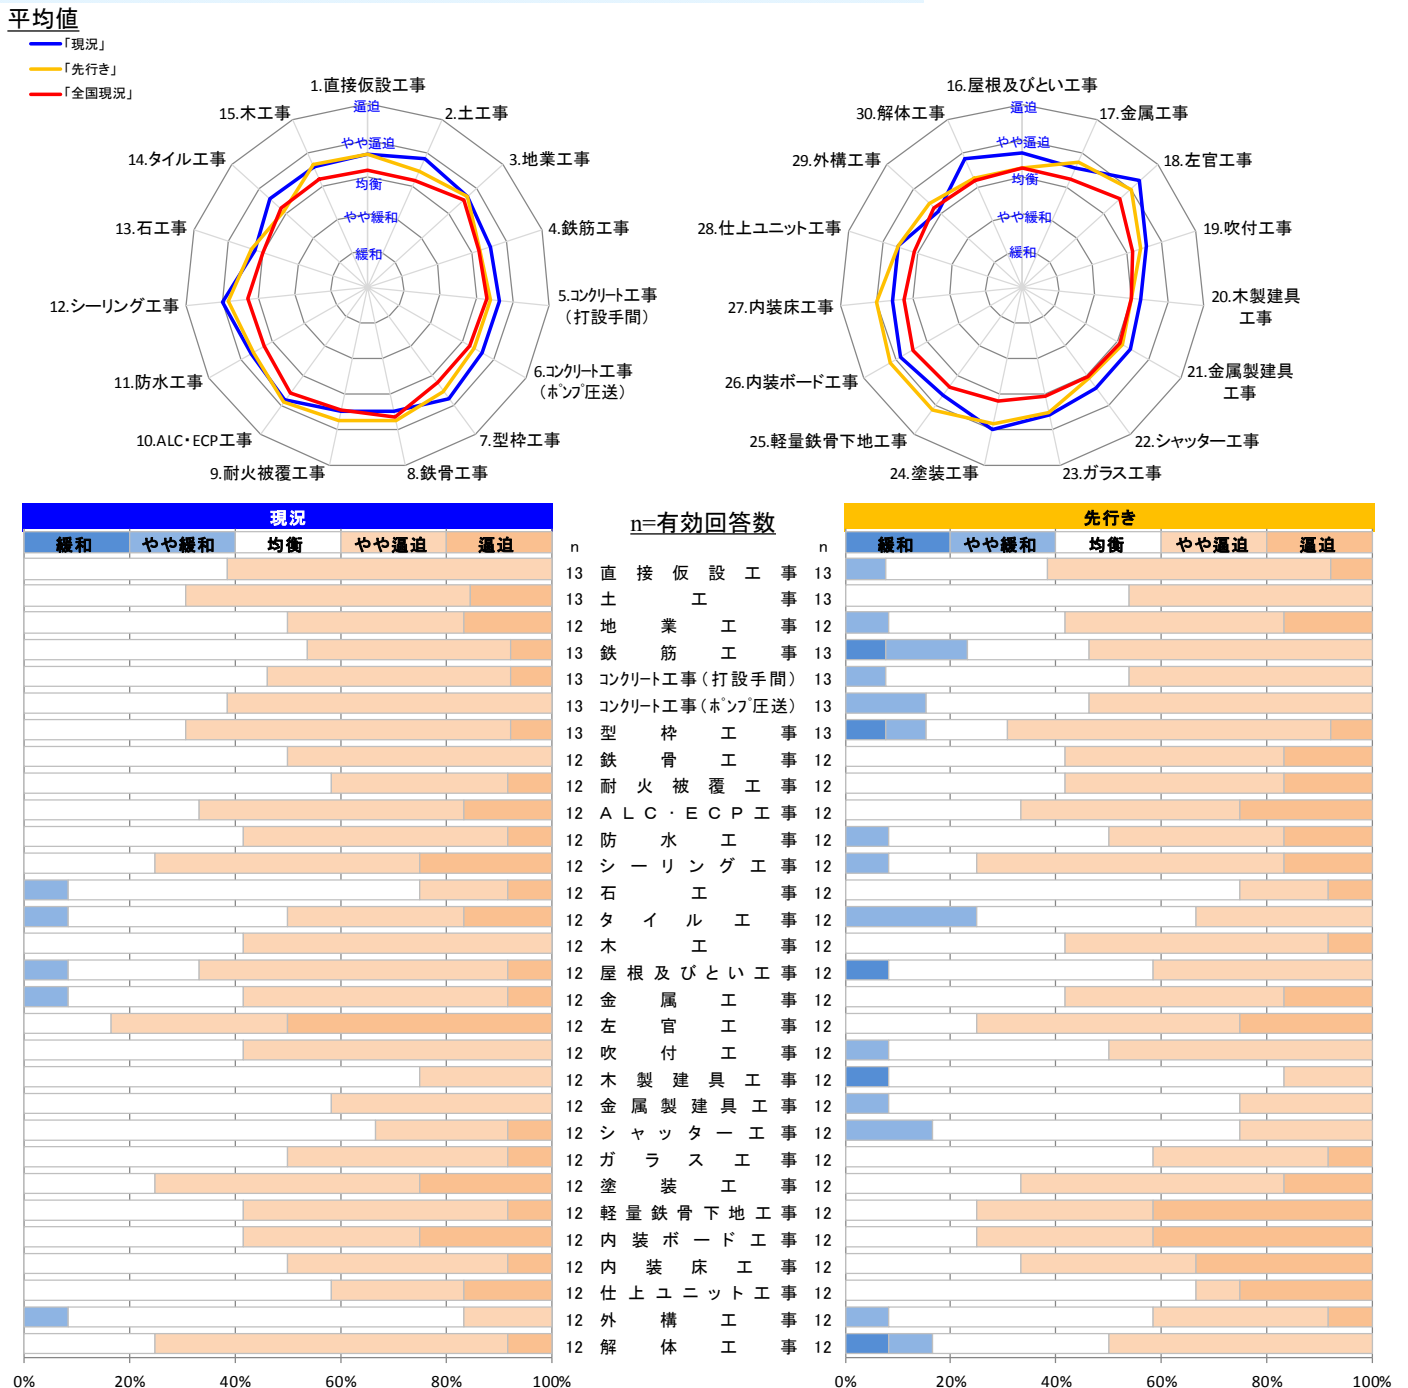 平均値
「現況」
「先行き」
「全国現況」
1.直接仮設工事
2.土工事
3.地業工事
4.鉄筋工事
5.コンクリート工事
（打設手間）
6.コンクリート工事
（ポンプ圧送）
7.型枠工事
8.鉄骨工事
9.耐火被覆工事
10.ALC・ECP工事
11.防水工事
12.シーリング工事
13.石工事
14.タイル工事
15.木工事
逼迫
やや逼迫
均衡
やや緩和
緩和
16.屋根及びとい工事
17.金属工事
18.左官工事
19.吹付工事
20.木製建具
工事
21.金属製建具
工事
22.シャッター工事
23.ガラス工事
24.塗装工事
25.軽量鉄骨下地工事
26.内装ボード工事
27.内装床工事
28.仕上ユニット工事
29.外構工事
30.解体工事
逼迫
やや逼迫
均衡
やや緩和
緩和
現況
n=有効回答数
先行き
緩和 やや緩和 均衡 やや逼迫 逼迫 n n 緩和 やや緩和 均衡 やや逼迫 逼迫
13 直接仮設工事 13
13 土工事 13
12 地業工事 12
13 鉄筋工事 13
13 コンクリート工事(打設手間) 13
13 コンクリート工事(ポンプ圧送) 13
13 型枠工事 13
12 鉄骨工事 12
12 耐火被覆工事 12
12 ALC・ECP工事 12
12 防水工事 12
12 シーリング工事 12
12 石工事 12
12 タイル工事 12
12 木工事 12
12 屋根及びとい工事 12
12 金属工事 12
12 左官工事 12
12 吹付工事 12
12 木製建具工事 12
12 金属製建具工事 12
12 シャッター工事 12
12 ガラス工事 12
12 塗装工事 12
12 軽量鉄骨下地工事 12
12 内装ボード工事 12
12 内装床工事 12
12 仕上ユニット工事 12
12 外構工事 12
12 解体工事 12
0% 20% 40% 60% 80% 100% 0% 20% 40% 60% 80% 100%